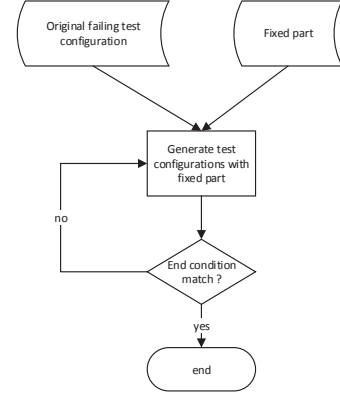 Original failing test
configuration
Fixed part
Generate test
configurations with
fixed part
no
End condition
match ?
yes
end